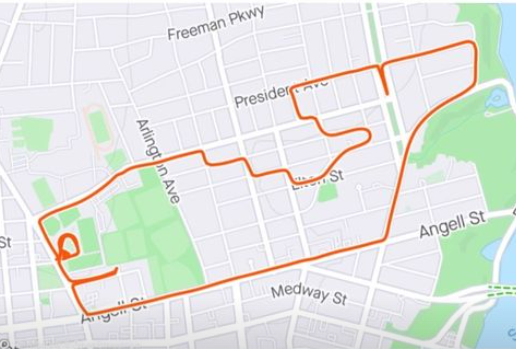 Freeman Pkwy
President Ave
Arlington Ave
Elton St
St
Angell St
Medway St
Angell St